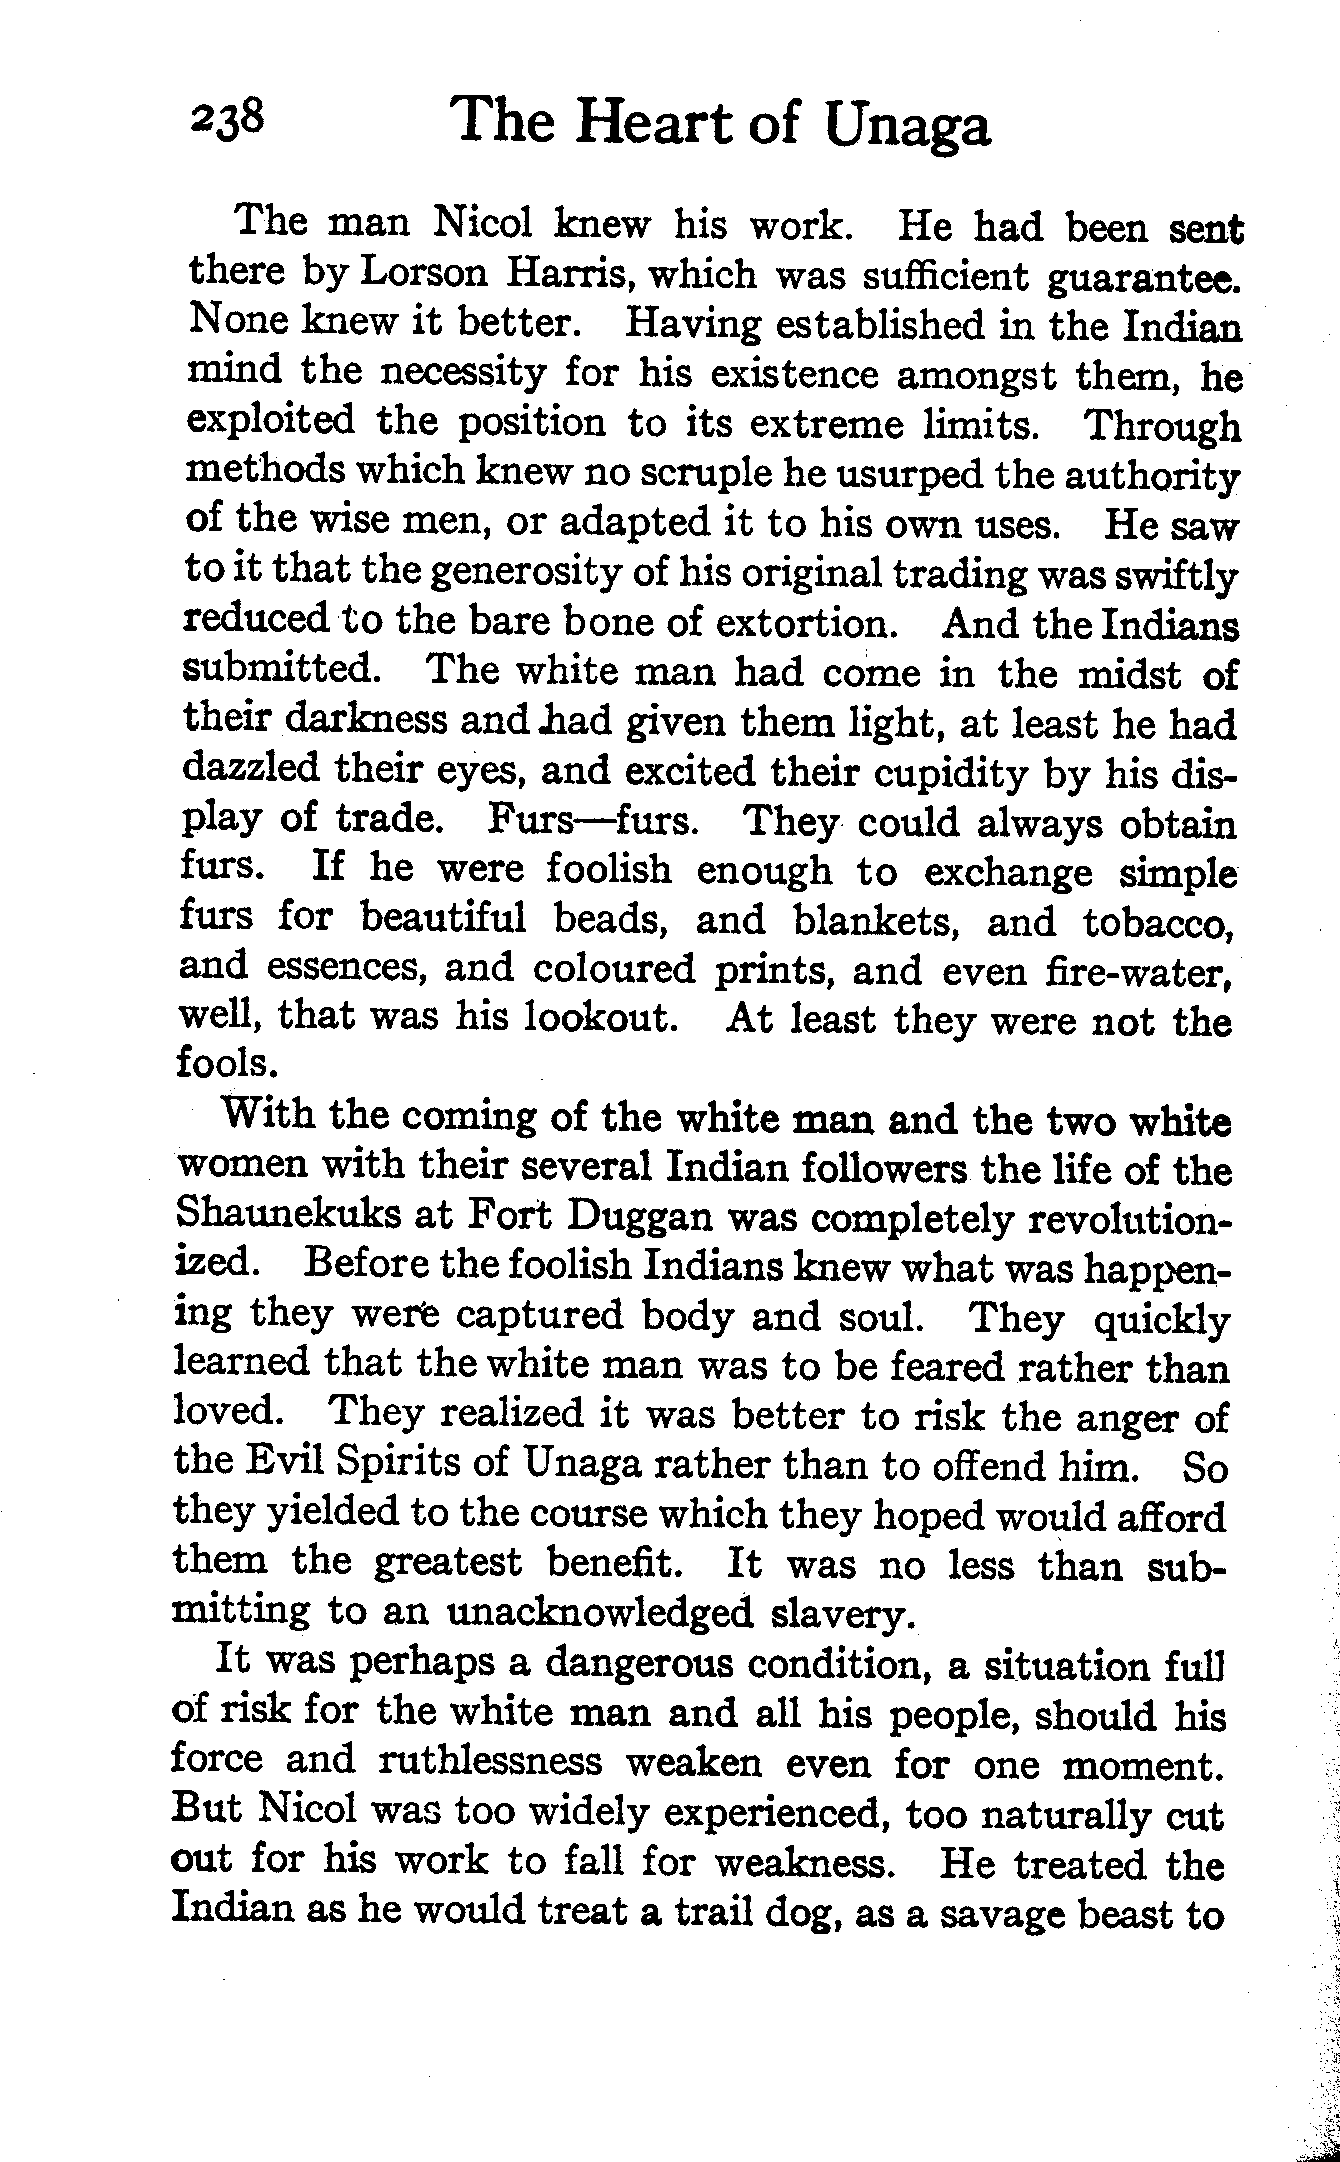 238 The Heart of Unaga
The man Nicol knew his work. He had been sent
there by Lorson Harris, which was sufficient guarantee.
None knew it better. Having established in the Indian
mind the necessity for his existence amongst them, he
exploited the position to its extreme limits. Through
methods which knew no scruple he usurped the authority
of the wise men, or adapted it to his own uses. He saw
to it that the generosity of his original trading was swiftly
reduced to the bare bone of extortion. And the Indians
submitted. The white man had come in the midst of
their darkness and had given them light, at least he had
dazzled their eyes, and excited their cupidity by his dis-
play of trade. Furs—furs. They could always obtain
furs. If he were foolish enough to exchange simple
furs for beautiful beads, and blankets, and tobacco,
and essences, and coloured prints, and even fire-water,
well, that was his lookout. At least they were not the
fools.
With the coming of the white man and the two white
women with their several Indian followers the life of the
Shaunekuks at Fort Duggan was completely revolution-
ized. Before the foolish Indians knew what was happen-
ing they were captured body and soul. They quickly
learned that the white man was to be feared rather than
loved. They realized it was better to risk the anger of
the Evil Spirits of Unaga rather than to offend him. So
they yielded to the course which they hoped would afford
them the greatest benefit. It was no less than sub-
mitting to an unacknowledged slavery.
It was perhaps a dangerous condition, a situation full
of risk for the white man and all his people, should his
force and ruthlessness weaken even for one moment.
But Nicol was too widely experienced, too naturally cut
out for his work to fall for weakness. He treated the
Indian as he would treat a trail dog, as a savage beast to